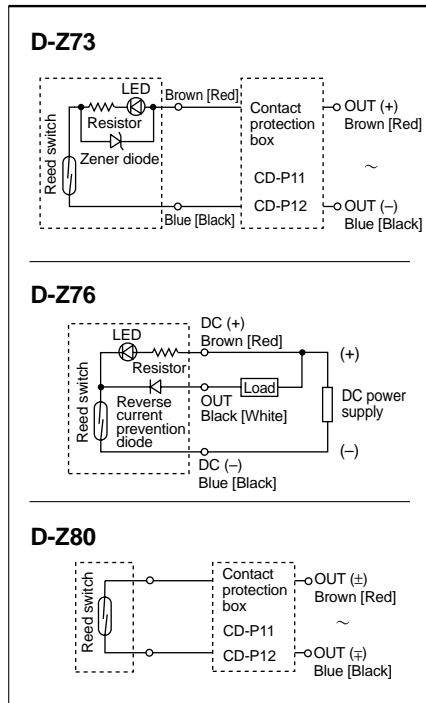 D-Z73
LED
Brown [Red]
Resistor
Zener diode
Reed switch
Blue [Black]
Contact
protection
box
CD-P11
CD-P12
OUT (+)
Brown [Red]
~
OUT (–)
Blue [Black]
D-Z76
LED
DC (+)
Brown [Red]
Resistor
(+)
Reed switch
Reverse
current
prevention
diode
OUT
Black [White]
Load
DC power
supply
(–)
DC (–)
Blue [Black]
D-Z80
Reed switch
Contact
protection
box
CD-P11
CD-P12
OUT (±)
Brown [Red]
~
OUT (∓)
Blue [Black]